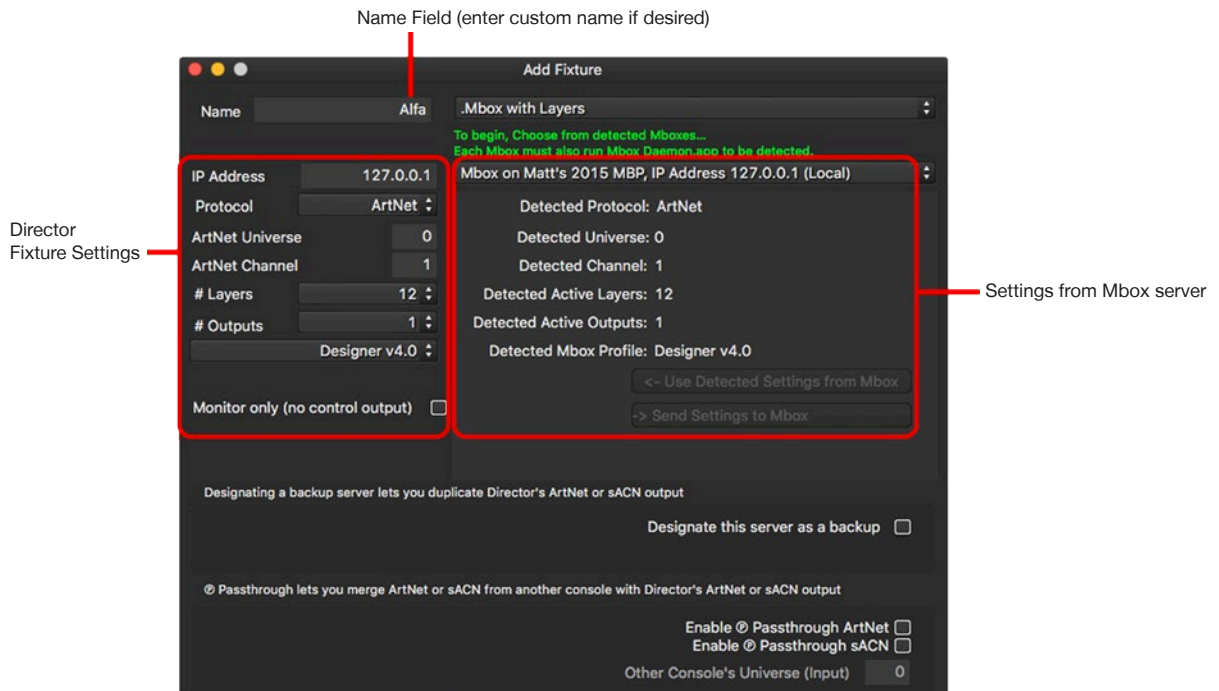 Name Field (enter custom name if desired)
Add Fixture
Name Alfa .Mbox with Layers
To begin, Choose from detected Mboxes...
Each Mbox must also run Mbox Daemon.app to be detected.
IP Address 127.0.0.1 Mbox on Matt's 2015 MBP, IP Address 127.0.0.1 (Local)
Protocol ArtNet Detected Protocol: ArtNet
Director
Fixture Settings
ArtNet Universe 0 Detected Universe: 0
ArtNet Channel 1 Detected Channel: 1
# Layers 12 Detected Active Layers: 12
Settings from Mbox server
# Outputs 1 Detected Active Outputs: 1
Designer v4.0 Detected Mbox Profile: Designer v4.0
<- Use Detected Settings from Mbox
Monitor only (no control output)
-> Send Settings to Mbox
Designating a backup server lets you duplicate Director's ArtNet or sACN output
Designate this server as a backup
℗ Passthrough lets you merge ArtNet or sACN from another console with Director's ArtNet or sACN output
Enable ℗ Passthrough ArtNet
Enable ℗ Passthrough sACN
Other Console's Universe (Input) 0